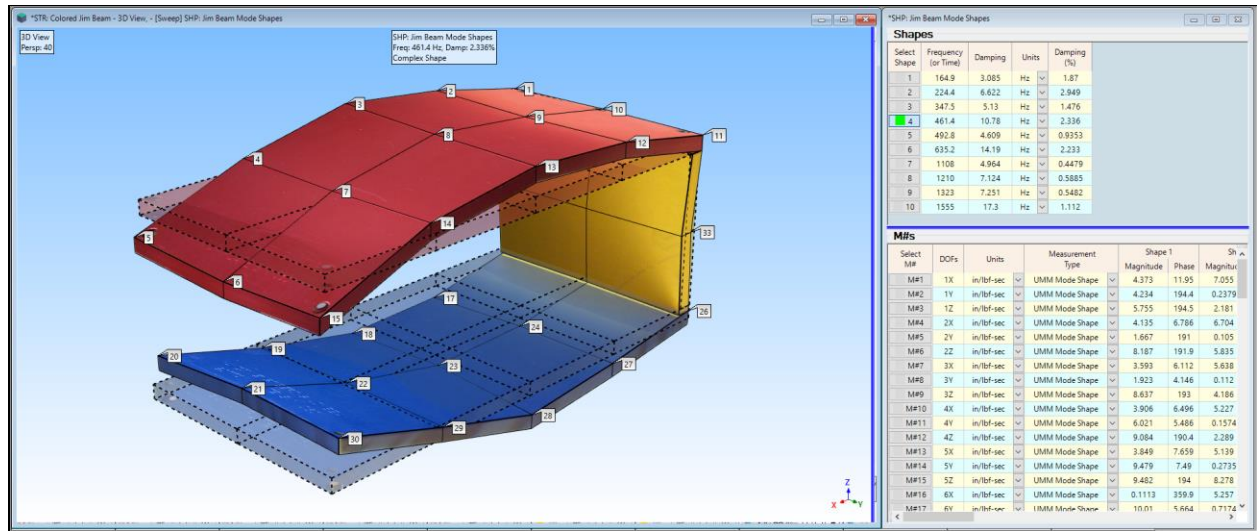 *STR: Colored Jim Beam - 3D View, - [Sweep] SHP: Jim Beam Mode Shapes
3D View
Persp: 40
SHP: Jim Beam Mode Shapes
Freq: 461.4 Hz, Damp: 2.336%
Complex Shape
1
2
3
10
9
11
8
12
4
13
7
14
5
33
6
17
15
26
18
24
19
20
23
27
22
21
28
29
30
Z
X
Y
*SHP: Jim Beam Mode Shapes
Shapes
Select Shape Frequency (or Time) Damping Units Damping (%)
1 164.9 3.085 Hz 1.87
2 224.4 6.622 Hz 2.949
3 347.5 5.13 Hz 1.476
4 461.4 10.78 Hz 2.336
5 492.8 4.609 Hz 0.9353
6 635.2 14.19 Hz 2.233
7 1108 4.964 Hz 0.4479
8 1210 7.124 Hz 0.5885
9 1323 7.251 Hz 0.5482
10 1555 17.3 Hz 1.112
M#s
Select M# DOFs Units Measurement Type Shape 1
Magnitude Phase
M#1 1X in/lbf-sec UMM Mode Shape 4.373 11.95 7.055
M#2 1Y in/lbf-sec UMM Mode Shape 4.234 194.4 0.2379
M#3 1Z in/lbf-sec UMM Mode Shape 5.755 194.5 2.181
M#4 2X in/lbf-sec UMM Mode Shape 4.135 6.786 6.704
M#5 2Y in/lbf-sec UMM Mode Shape 1.667 191 0.105
M#6 2Z in/lbf-sec UMM Mode Shape 8.187 191.9 5.835
M#7 3X in/lbf-sec UMM Mode Shape 3.593 6.112 5.638
M#8 3Y in/lbf-sec UMM Mode Shape 1.923 4.146 0.112
M#9 3Z in/lbf-sec UMM Mode Shape 8.637 193 4.186
M#10 4X in/lbf-sec UMM Mode Shape 3.906 6.496 5.227
M#11 4Y in/lbf-sec UMM Mode Shape 6.021 5.486 0.1574
M#12 4Z in/lbf-sec UMM Mode Shape 9.084 190.4 2.289
M#13 5X in/lbf-sec UMM Mode Shape 3.849 7.659 5.139
M#14 5Y in/lbf-sec UMM Mode Shape 9.479 7.49 0.2735
M#15 5Z in/lbf-sec UMM Mode Shape 9.482 194 8.278
M#16 6X in/lbf-sec UMM Mode Shape 0.1113 359.9 5.257
M#17 6Y in/lbf-sec UMM Mode Shape 10.01 5.664 0.7174